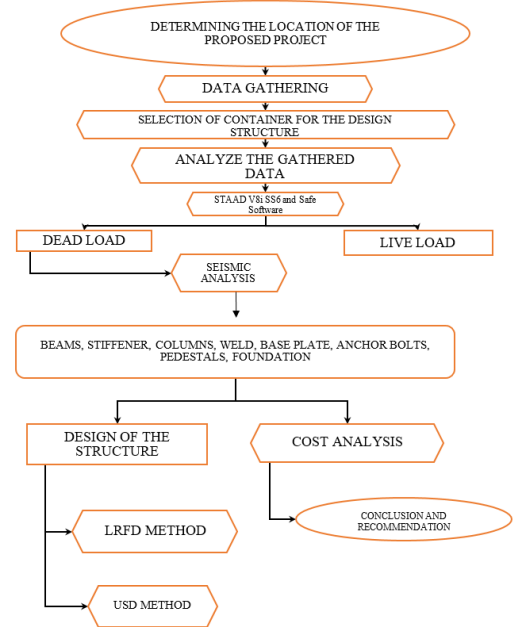 DETERMINING THE LOCATION OF THE
PROPOSED PROJECT
DATA GATHERING
SELECTION OF CONTAINER FOR THE DESIGN
STRUCTURE
ANALYZE THE GATHERED
DATA
STAAD V8i SS6 and Safe
Software
DEAD LOAD
LIVE LOAD
SEISMIC
ANALYSIS
BEAMS, STIFFENER, COLUMNS, WELD, BASE PLATE, ANCHOR BOLTS,
PEDESTALS, FOUNDATION
DESIGN OF THE
STRUCTURE
COST ANALYSIS
CONCLUSION AND
RECOMMENDATION
LRFD METHOD
USD METHOD